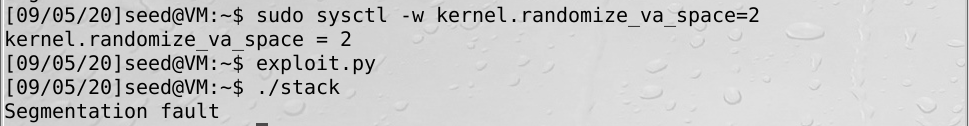 [09/05/20]seed@VM:~$ sudo sysctl -w kernel.randomize_va_space=2
kernel.randomize_va_space = 2
[09/05/20]seed@VM:~$ exploit.py
[09/05/20]seed@VM:~$ ./stack
Segmentation fault